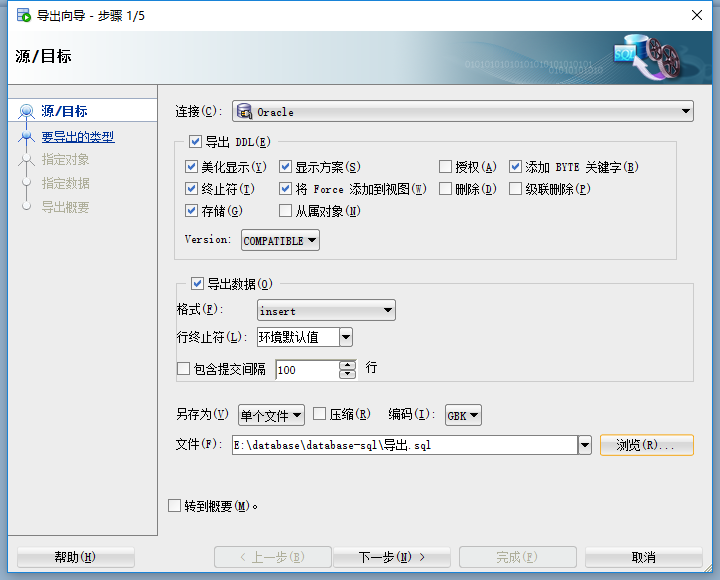 导出向导 - 步骤 1/5
源/目标
源/目标
要导出的类型
指定对象
指定数据
导出概要
连接(C): Oracle
导出 DDL(E)
美化显示(Y) 显示方案(S) 授权(A) 添加 BYTE 关键字(B)
终止符(T) 将 Force 添加到视图(W) 删除(D) 级联删除(P)
存储(G) 从属对象(N)
Version: COMPATIBLE
导出数据(O)
格式(F): insert
行终止符(L): 环境默认值
包含提交间隔 100 行
另存为(V) 单个文件 压缩(R) 编码(I): GBK
文件(F): E:\database\database-sql\导出.sql 浏览(R)...
转到概要(M)。
帮助(H) < 上一步(B) 下一步(N) > 完成(F) 取消